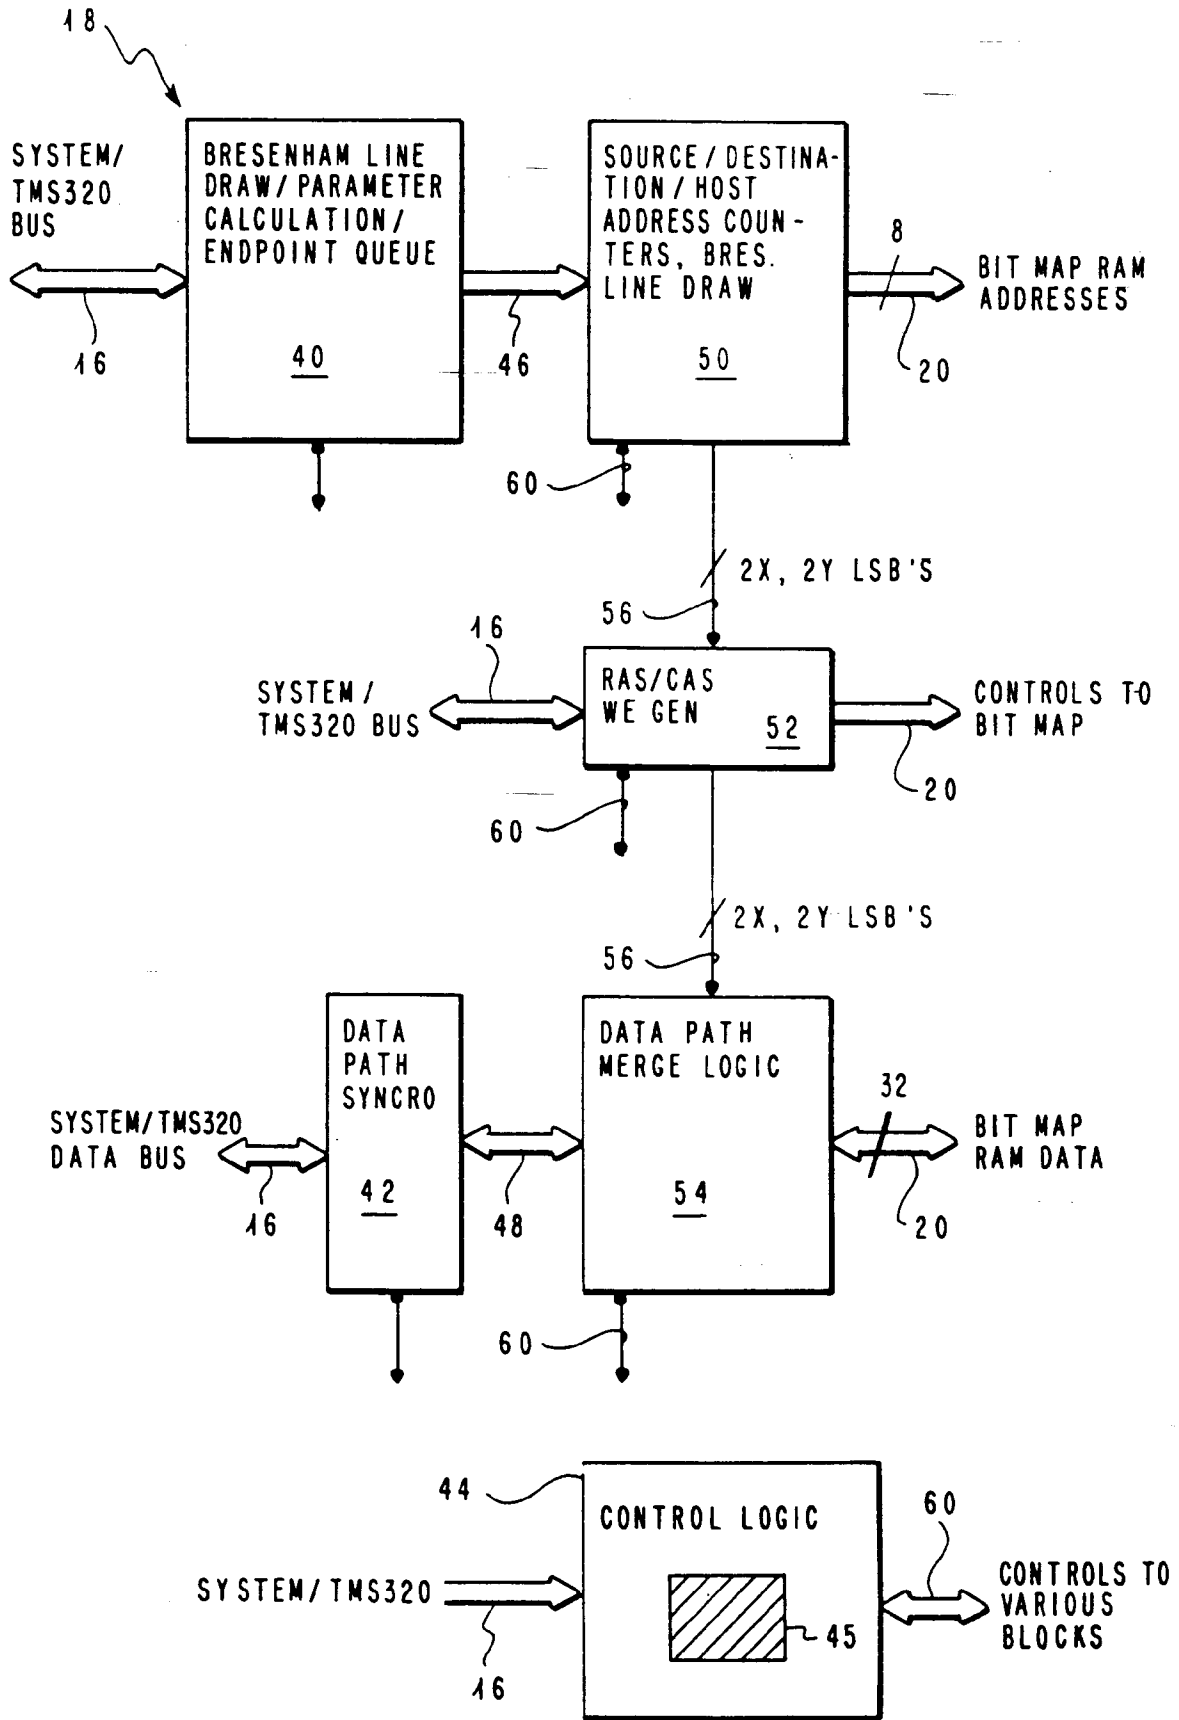 18
SYSTEM/
TMS320
BUS
16
BRESENHAM LINE
DRAW/PARAMETER
CALCULATION/
ENDPOINT QUEUE
40
46
SOURCE/DESTINA-
TION/HOST
ADDRESS COUN-
TERS, BRES.
LINE DRAW
50
8
BIT MAP RAM
ADDRESSES
20
60
2X, 2Y LSB'S
56
16
SYSTEM/
TMS320 BUS
RAS/CAS
WE GEN
52
CONTROLS TO
BIT MAP
20
60
2X, 2Y LSB'S
56
SYSTEM/TMS320
DATA BUS
16
DATA
PATH
SYNCRO
42
48
DATA PATH
MERGE LOGIC
54
32
BIT MAP
RAM DATA
20
60
44
CONTROL LOGIC
45
SYSTEM/TMS320
16
60
CONTROLS TO
VARIOUS
BLOCKS